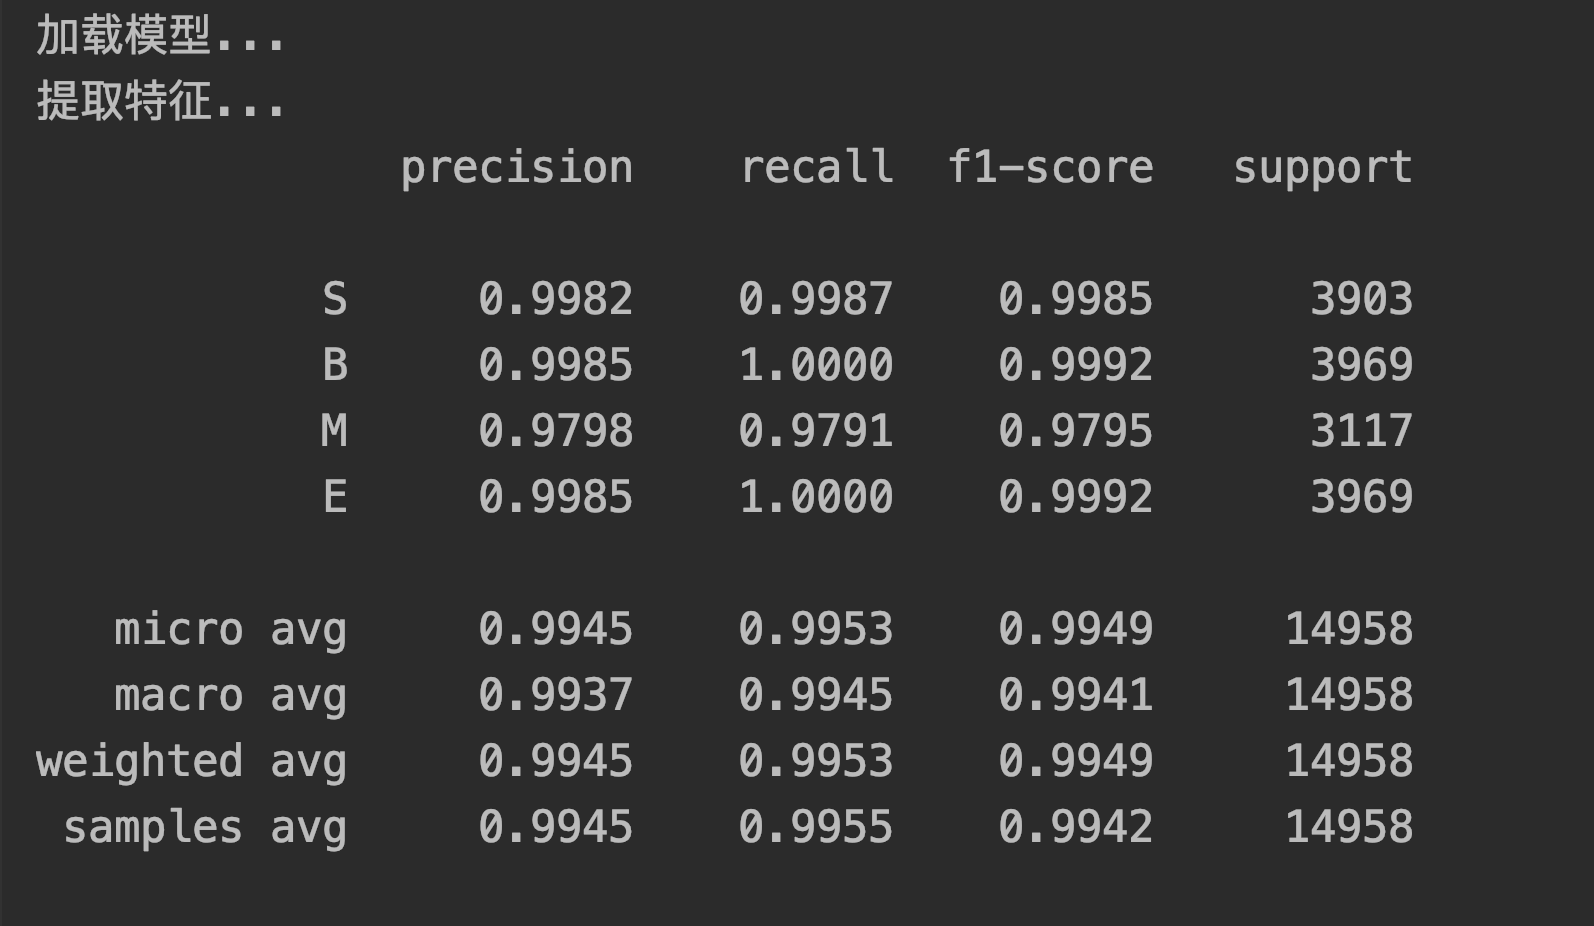 加载模型...
提取特征...
precision recall f1-score support
S 0.9982 0.9987 0.9985 3903
B 0.9985 1.0000 0.9992 3969
M 0.9798 0.9791 0.9795 3117
E 0.9985 1.0000 0.9992 3969
micro avg 0.9945 0.9953 0.9949 14958
macro avg 0.9937 0.9945 0.9941 14958
weighted avg 0.9945 0.9953 0.9949 14958
samples avg 0.9945 0.9955 0.9942 14958